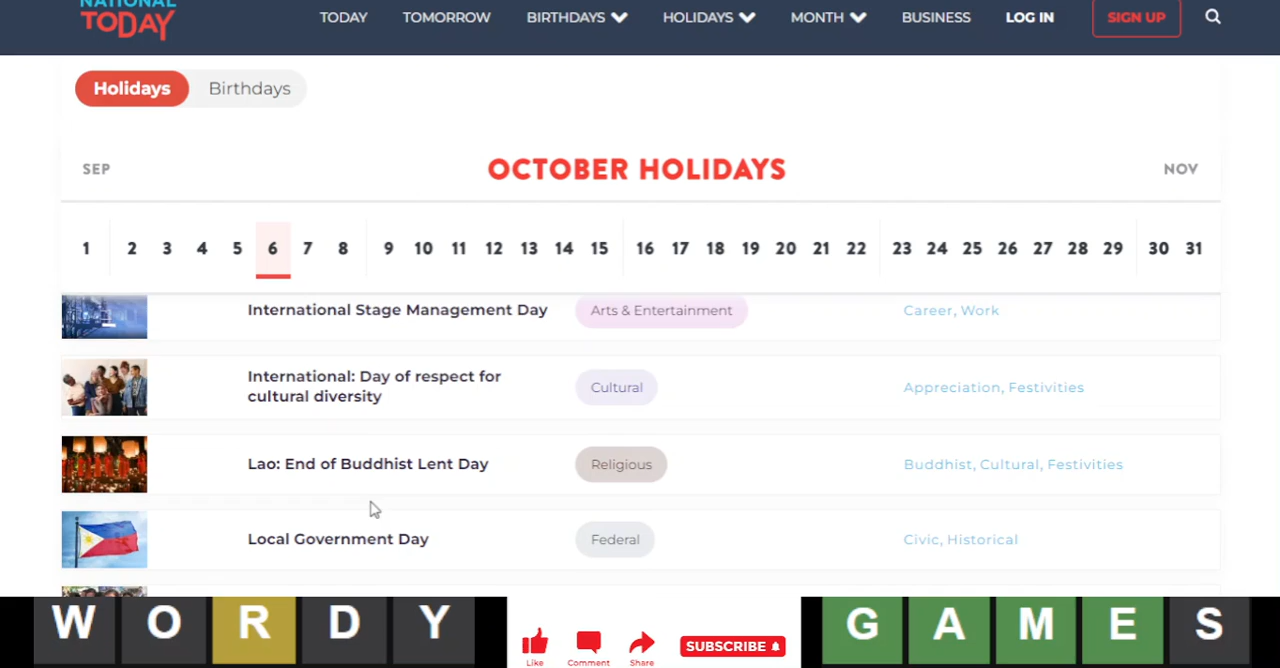 NATIONAL
TODAY
TODAY TOMORROW BIRTHDAYS HOLIDAYS MONTH BUSINESS LOG IN SIGN UP
Holidays Birthdays
SEP OCTOBER HOLIDAYS NOV
1 2 3 4 5 6 7 8 9 10 11 12 13 14 15 16 17 18 19 20 21 22 23 24 25 26 27 28 29 30 31
International Stage Management Day Arts & Entertainment Career, Work
International: Day of respect for
cultural diversity
Cultural Appreciation, Festivities
Lao: End of Buddhist Lent Day Religious Buddhist, Cultural, Festivities
Local Government Day Federal Civic, Historical
WORDY GAMES
Like Comment Share SUBSCRIBE